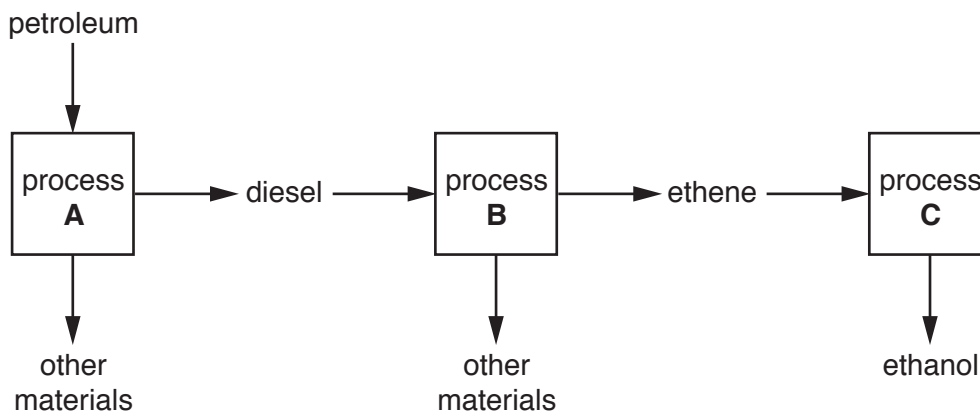 petroleum
process
A
diesel
process
B
ethene
process
C
other
materials
other
materials
ethanol